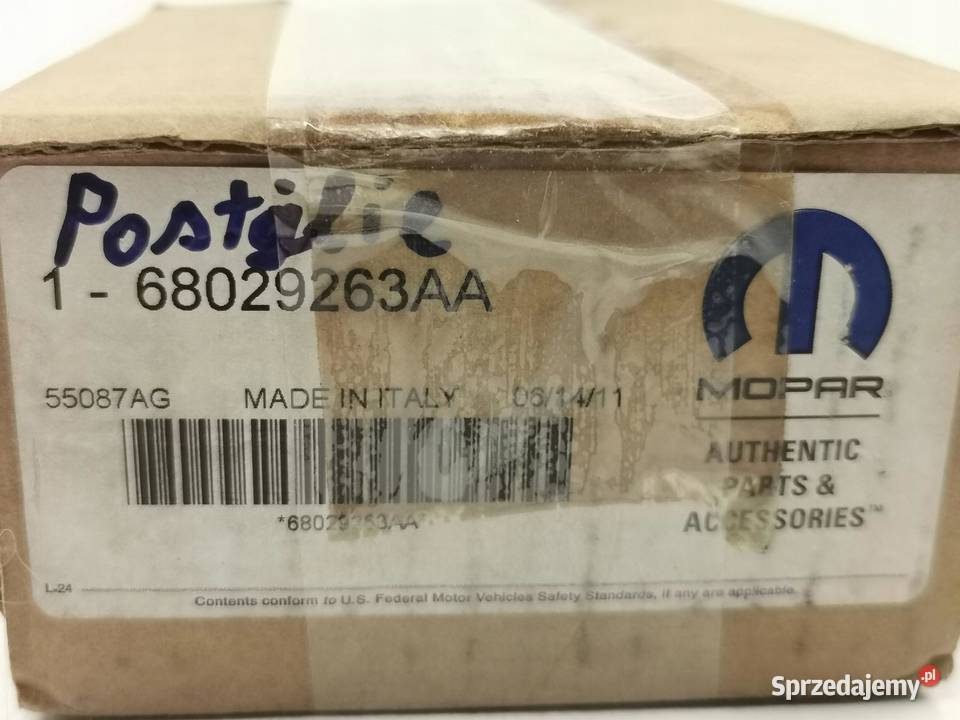 1 - 68029263AA
55087AG MADE IN ITALY 06/14/11
*68029263AA*
MOPAR
AUTHENTIC
PARTS &
ACCESSORIES™
L-24
Contents conform to U.S. Federal Motor Vehicles Safety Standards, if any are applicable.
Sprzedajemy.pl